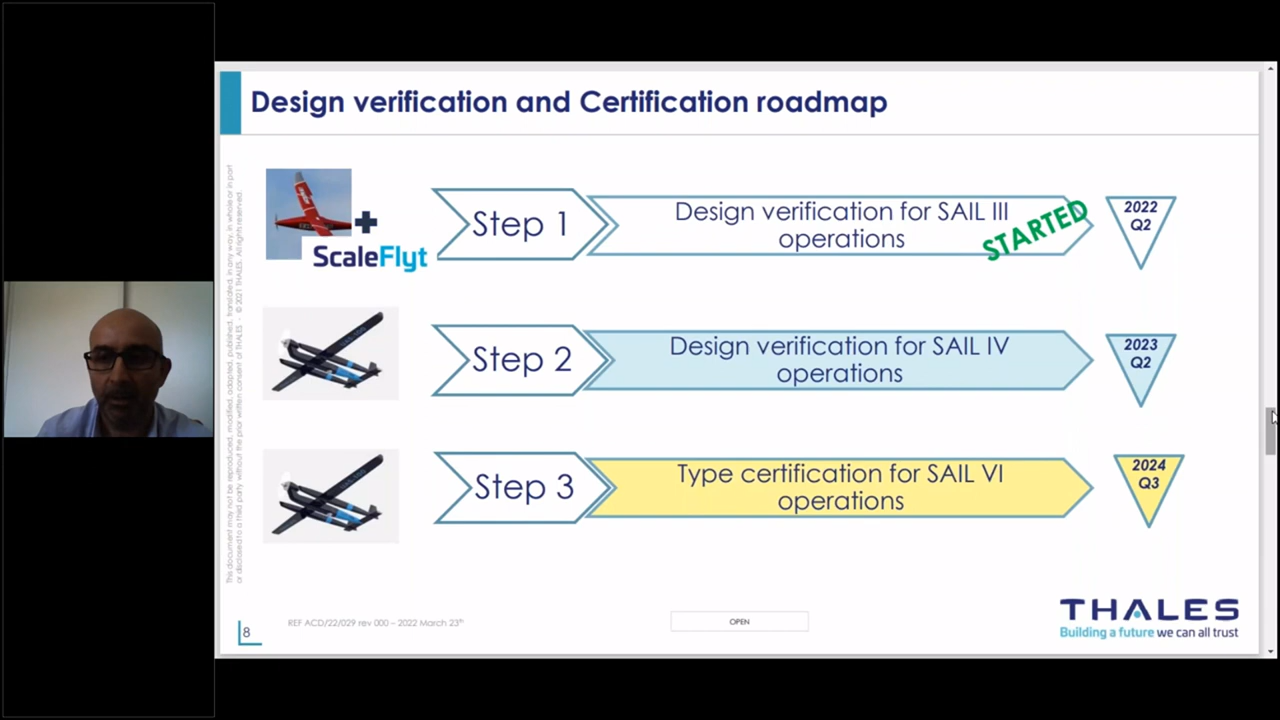 Design verification and Certification roadmap
This document may not be reproduced, modified, adapted, published, translated, in any way, in whole or in part
or disclosed to a third party without the prior written consent of THALES - © 2021 THALES. All rights reserved.
+
ScaleFlyt
Step 1
Design verification for SAIL III
operations
STARTED
2022
Q2
Step 2
Design verification for SAIL IV
operations
2023
Q2
Step 3
Type certification for SAIL VI
operations
2024
Q3
8
REF ACD/22/029 rev 000 – 2022 March 23th
OPEN
THALES
Building a future we can all trust